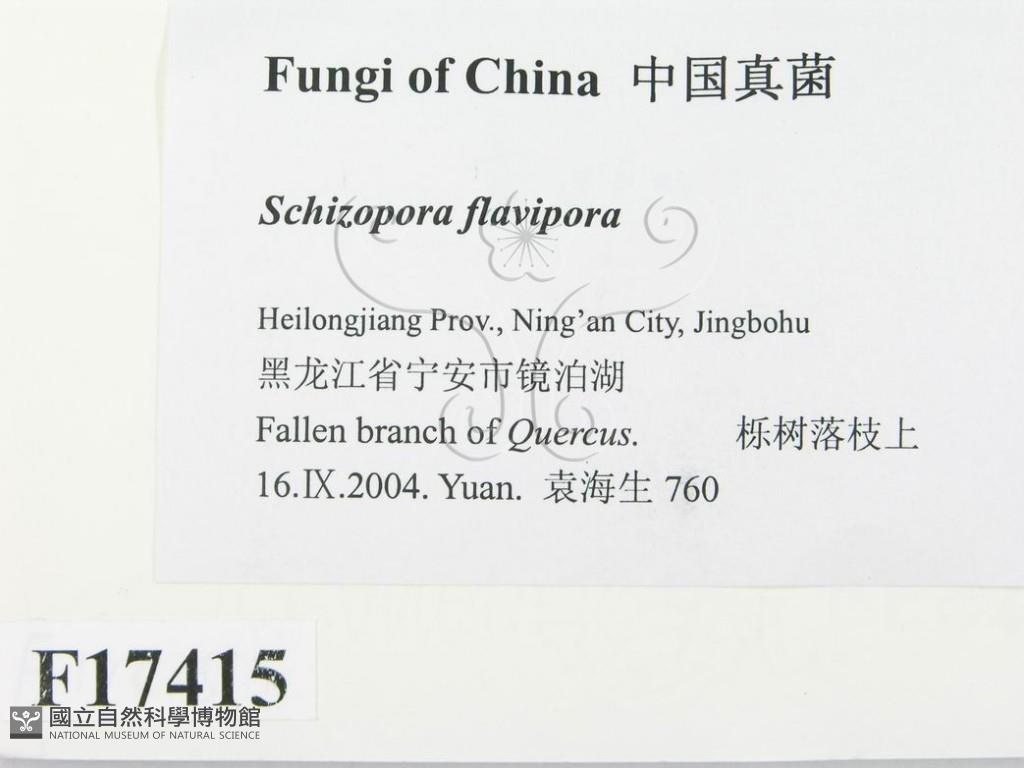 Fungi of China 中国真菌
Schizopora flavipora
Heilongjiang Prov., Ning’an City, Jingbohu
黑龙江省宁安市镜泊湖
Fallen branch of Quercus. 栎树落枝上
16.Ⅸ.2004. Yuan. 袁海生 760
F17415
國立自然科學博物館
NATIONAL MUSEUM OF NATURAL SCIENCE